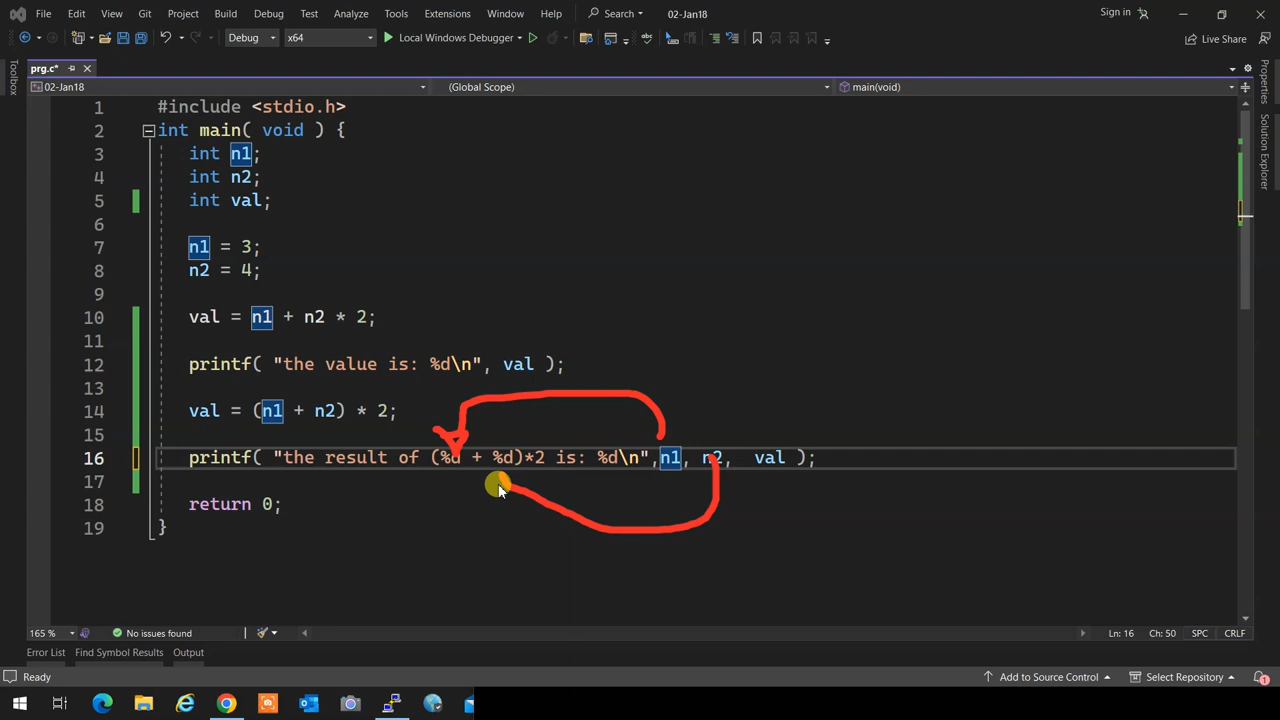 File Edit View Git Project Build Debug Test Analyze Tools Extensions Window Help Search 02-Jan18 Sign in
Debug x64 Local Windows Debugger Live Share
Toolbox
prg.c*
02-Jan18 (Global Scope) main(void)
1 #include <stdio.h>
2 int main( void ) {
3 int n1;
4 int n2;
5 int val;
6
7 n1 = 3;
8 n2 = 4;
9
10 val = n1 + n2 * 2;
11
12 printf( "the value is: %d\n", val );
13
14 val = (n1 + n2) * 2;
15
16 printf( "the result of (%d + %d)*2 is: %d\n",n1, n2,  val );
17
18 return 0;
19 }
Properties
Solution Explorer
165 % No issues found Ln: 16 Ch: 50 SPC CRLF
Error List Find Symbol Results Output
Ready Add to Source Control Select Repository 1